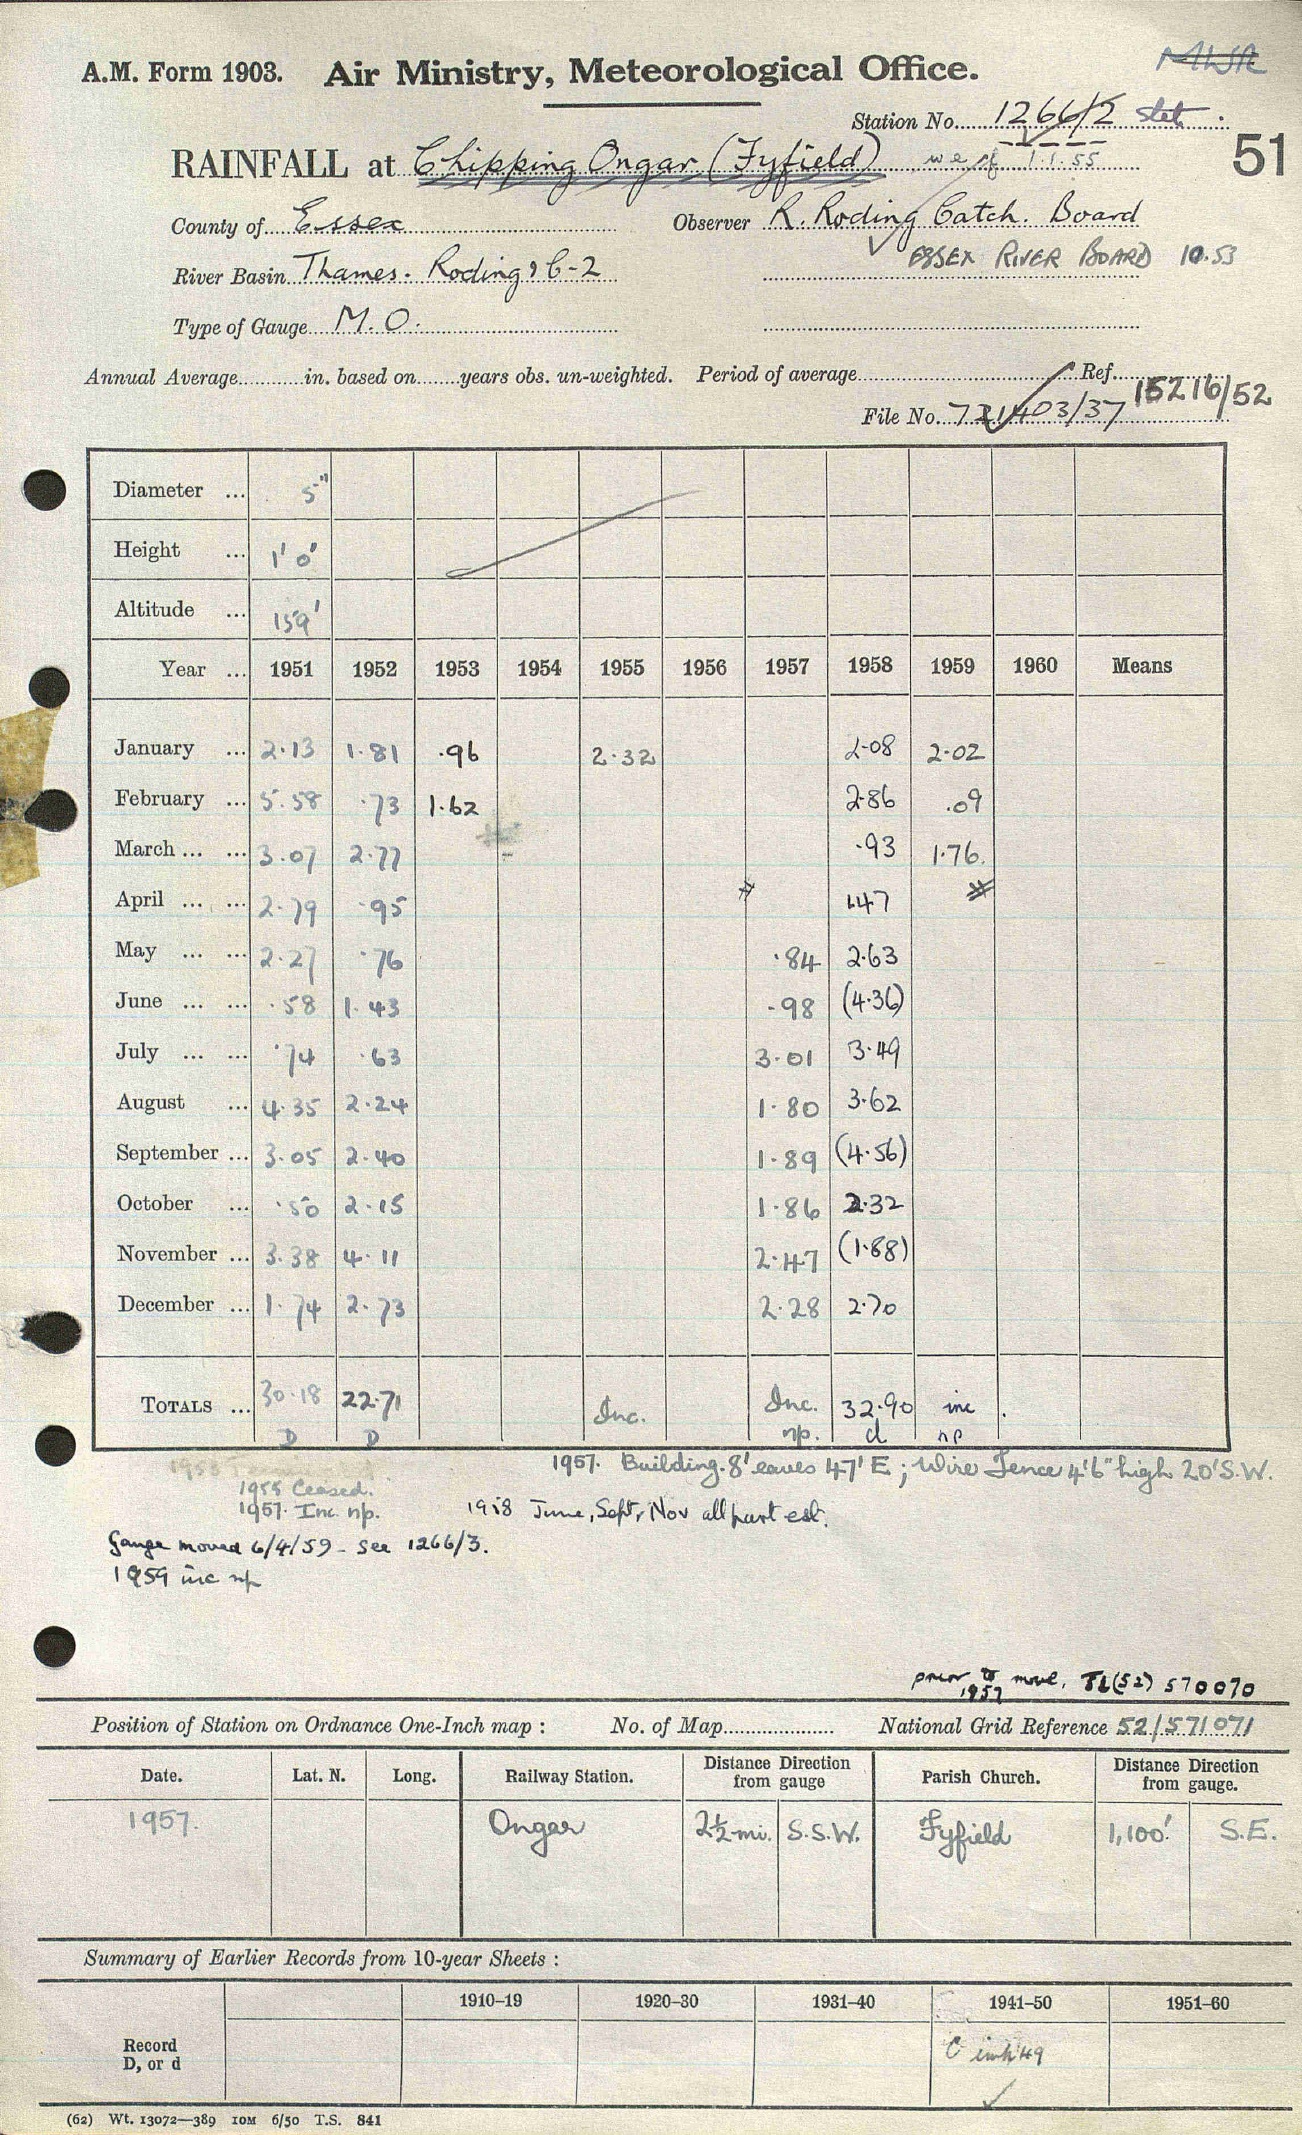 A.M. Form 1903. Air Ministry, Meteorological Office. MWR
Station No. 1266/2 stet.
RAINFALL at Chipping Ongar (Fyfield) w.e.f 1.1.55 51
County of Essex Observer R. Roding Catch. Board
River Basin Thames. Roding 9 C-2 ESSEX RIVER BOARD 10.53
Type of Gauge M.O.
Annual Average in. based on years obs. un-weighted. Period of average Ref. 15216/52
File No. 721403/37
Diameter ... 5"
Height ... 1' 0"
Altitude ... 159'
Year ... 1951 1952 1953 1954 1955 1956 1957 1958 1959 1960 Means
January ... 2.13 1.81 .96 2.32 2.08 2.02
February ... 5.58 .73 1.62 2.86 .09
March ... ... 3.07 2.77 .93 1.76
April ... ... 2.79 .95 # 1.47 #
May ... ... 2.27 .76 .84 2.63
June ... ... .58 1.43 .98 (4.36)
July ... ... .74 .63 3.01 3.49
August ... 4.35 2.24 1.80 3.62
September ... 3.05 2.40 1.89 (4.56)
October ... .50 2.15 1.86 2.32
November ... 3.38 4.11 2.47 (1.88)
December ... 1.74 2.73 2.28 2.70
TOTALS ... 30.18 22.71 Inc. Inc. 32.90 inc.
D D np. d np
1957. Building. 8' eaves 47' E; Wire Fence 4'6" high 20' S.W.
1955 Ceased.
1957. Inc. np. 1958 June, Sept, Nov all part est.
Gauge moved 6/4/59 - see 1266/3.
1959 inc np
prior to 1957 move, TL(52) 570070
Position of Station on Ordnance One-Inch map : No. of Map National Grid Reference 52/571071
Date. Lat. N. Long. Railway Station. Distance Direction from gauge Parish Church. Distance Direction from gauge.
1957. Ongar 2½ mi. S.S.W. Fyfield 1,100' S.E.
Summary of Earlier Records from 10-year Sheets :
1910–19 1920–30 1931–40 1941–50 1951–60
Record
D, or d C 49
(62) Wt. 13072—389 10M 6/50 T.S. 841